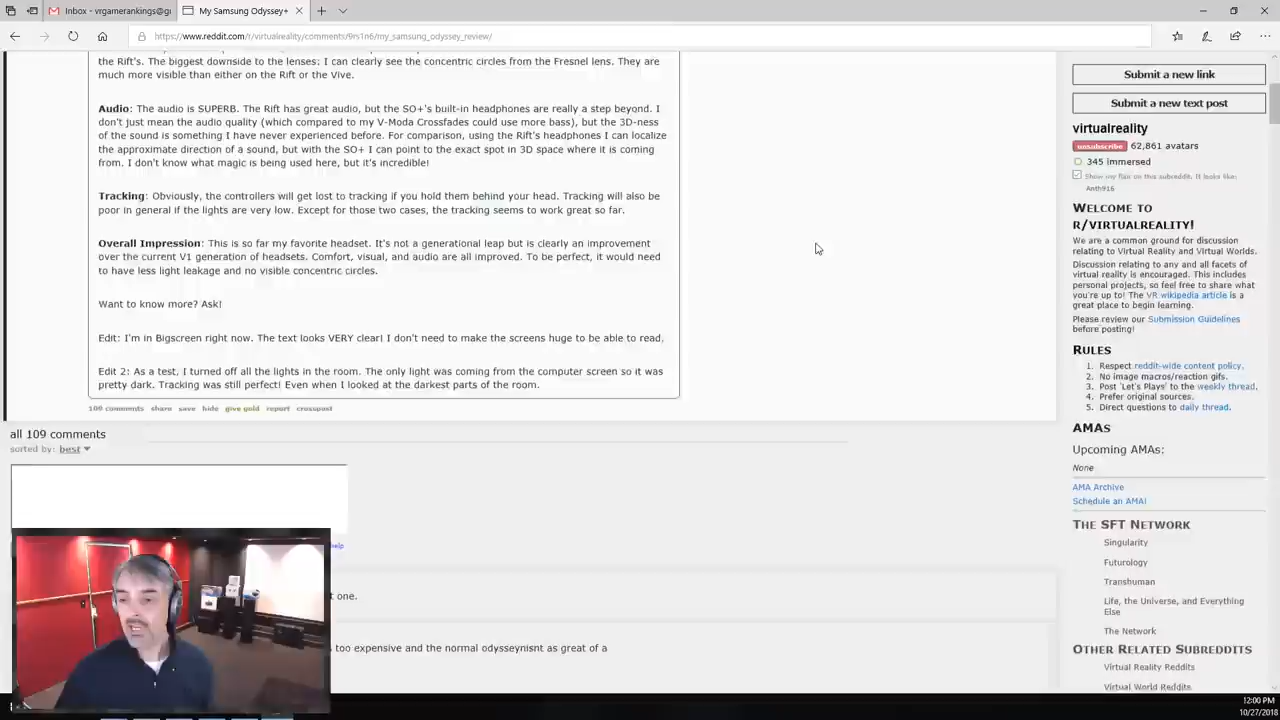 Inbox - vrgamerankings@g
My Samsung Odyssey+
https://www.reddit.com/r/virtualreality/comments/9rs1n6/my_samsung_odyssey_review/
the Rift's. The biggest downside to the lenses: I can clearly see the concentric circles from the Fresnel lens. They are
much more visible than either on the Rift or the Vive.
Audio: The audio is SUPERB. The Rift has great audio, but the SO+'s built-in headphones are really a step beyond. I
don't just mean the audio quality (which compared to my V-Moda Crossfades could use more bass), but the 3D-ness
of the sound is something I have never experienced before. For comparison, using the Rift's headphones I can localize
the approximate direction of a sound, but with the SO+ I can point to the exact spot in 3D space where it is coming
from. I don't know what magic is being used here, but it's incredible!
Tracking: Obviously, the controllers will get lost to tracking if you hold them behind your head. Tracking will also be
poor in general if the lights are very low. Except for those two cases, the tracking seems to work great so far.
Overall Impression: This is so far my favorite headset. It's not a generational leap but is clearly an improvement
over the current V1 generation of headsets. Comfort, visual, and audio are all improved. To be perfect, it would need
to have less light leakage and no visible concentric circles.
Want to know more? Ask!
Edit: I'm in Bigscreen right now. The text looks VERY clear! I don't need to make the screens huge to be able to read.
Edit 2: As a test, I turned off all the lights in the room. The only light was coming from the computer screen so it was
pretty dark. Tracking was still perfect! Even when I looked at the darkest parts of the room.
109 comments share save hide give gold report crosspost
all 109 comments
sorted by: best
help
t one.
too expensive and the normal odysseynisnt as great of a
Submit a new link
Submit a new text post
virtualreality
unsubscribe 62,861 avatars
345 immersed
Show my flair on this subreddit. It looks like:
Anth916
Welcome to
r/virtualreality!
We are a common ground for discussion
relating to Virtual Reality and Virtual Worlds.
Discussion relating to any and all facets of
virtual reality is encouraged. This includes
personal projects, so feel free to share what
you're up to! The VR wikipedia article is a
great place to begin learning.
Please review our Submission Guidelines
before posting!
Rules
1. Respect reddit-wide content policy.
2. No image macros/reaction gifs.
3. Post 'Let's Plays' to the weekly thread.
4. Prefer original sources.
5. Direct questions to daily thread.
AMAs
Upcoming AMAs:
None
AMA Archive
Schedule an AMA!
The SFT Network
Singularity
Futurology
Transhuman
Life, the Universe, and Everything
Else
The Network
Other Related Subreddits
Virtual Reality Reddits
Virtual World Reddits
12:00 PM
10/27/2018